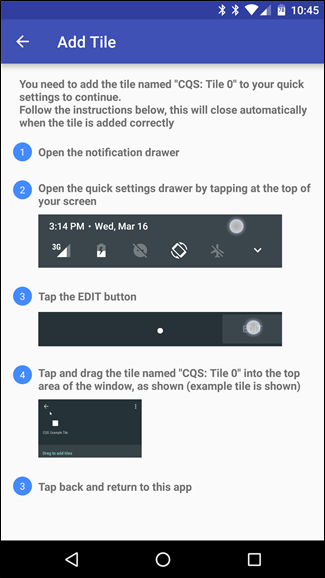 10:45
Add Tile
You need to add the tile named "CQS: Tile 0" to your quick
settings to continue.
Follow the instructions below, this will close automatically
when the tile is added correctly
1 Open the notification drawer
2 Open the quick settings drawer by tapping at the top of
your screen
3:14 PM • Wed, Mar 16
3G
3 Tap the EDIT button
EDIT
4 Tap and drag the tile named "CQS: Tile 0" into the top
area of the window, as shown (example tile is shown)
CQS: Example Tile
Drag to add tiles
3 Tap back and return to this app